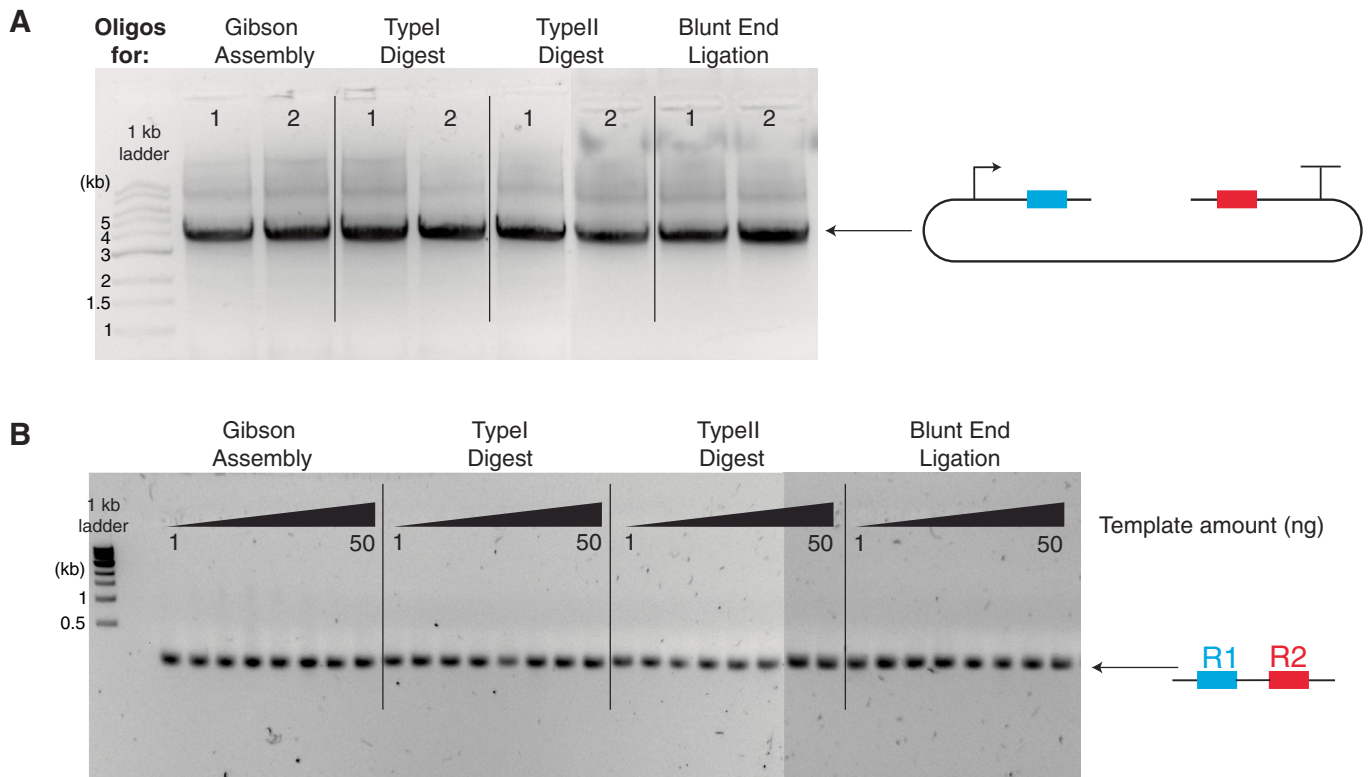 A
Oligos for:
Gibson Assembly
TypeI Digest
TypeII Digest
Blunt End Ligation
1 2 1 2 1 2 1 2
1 kb ladder
(kb)
5
4
3
2
1.5
1
B
Gibson Assembly
TypeI Digest
TypeII Digest
Blunt End Ligation
1 kb ladder
1 50 1 50 1 50 1 50
Template amount (ng)
(kb)
1
0.5
R1 R2